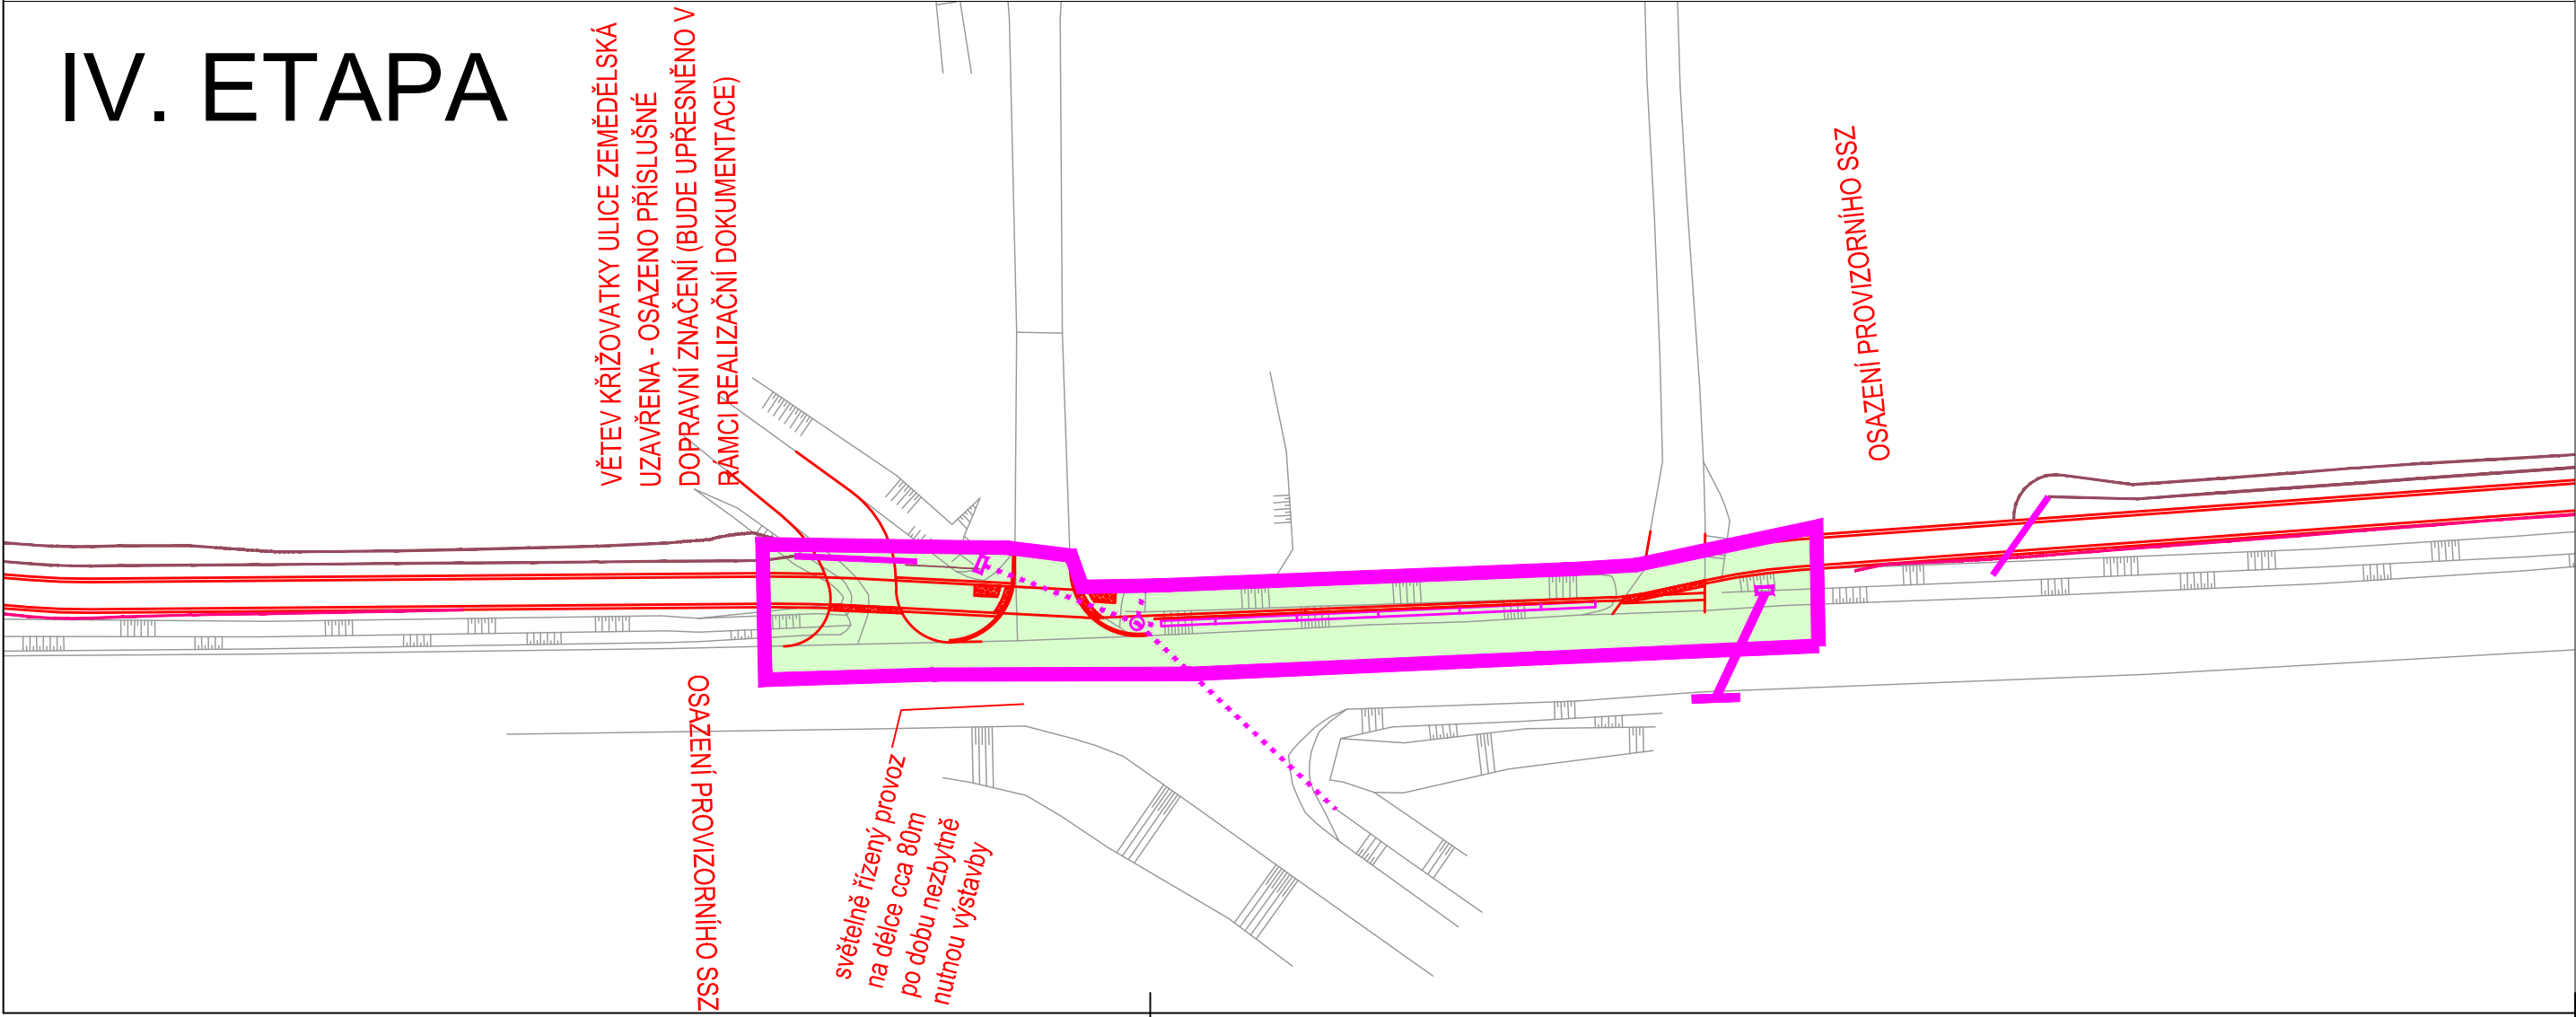 IV. ETAPA
VĚTEV KŘIŽOVATKY ULICE ZEMĚDĚLSKÁ
UZAVŘENA - OSAZENO PŘÍSLUŠNÉ
DOPRAVNÍ ZNAČENÍ (BUDE UPŘESNĚNO V
RÁMCI REALIZAČNÍ DOKUMENTACE)
OSAZENÍ PROVIZORNÍHO SSZ
OSAZENÍ PROVIZORNÍHO SSZ
světelně řízený provoz
na délce cca 80m
po dobu nezbytně
nutnou výstavby